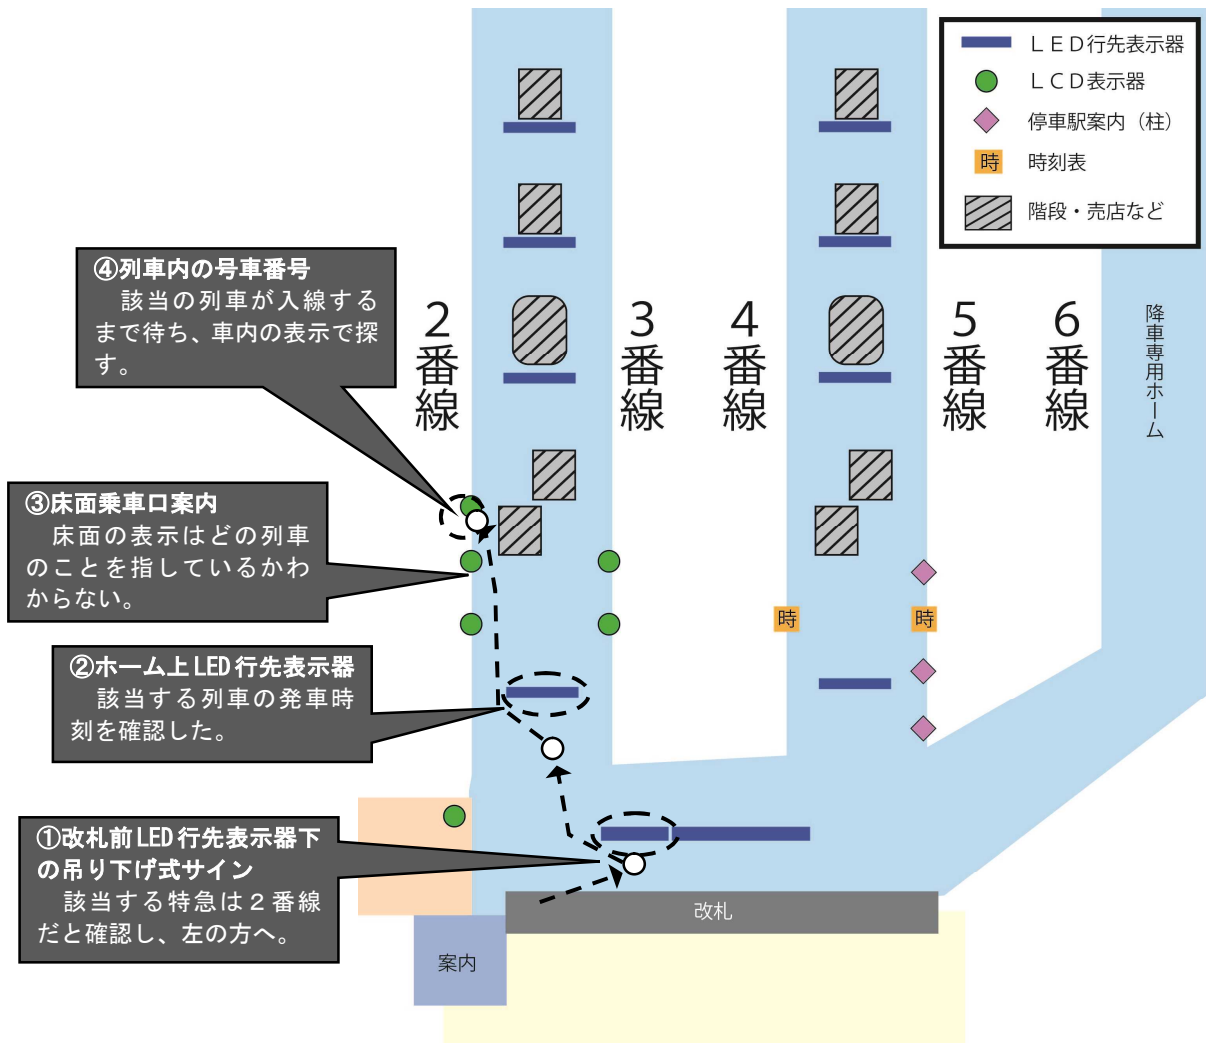 ＬＥＤ行先表示器
ＬＣＤ表示器
停車駅案内（柱）
時 時刻表
階段・売店など
④列車内の号車番号
　該当の列車が入線する
まで待ち、車内の表示で探
す。
2番線
3番線
4番線
5番線
6番線
降車専用ホーム
③床面乗車口案内
　床面の表示はどの列車
のことを指しているかわ
からない。
時
時
②ホーム上LED行先表示器
　該当する列車の発車時
刻を確認した。
①改札前LED行先表示器下
の吊り下げ式サイン
　該当する特急は２番線
だと確認し、左の方へ。
改札
案内